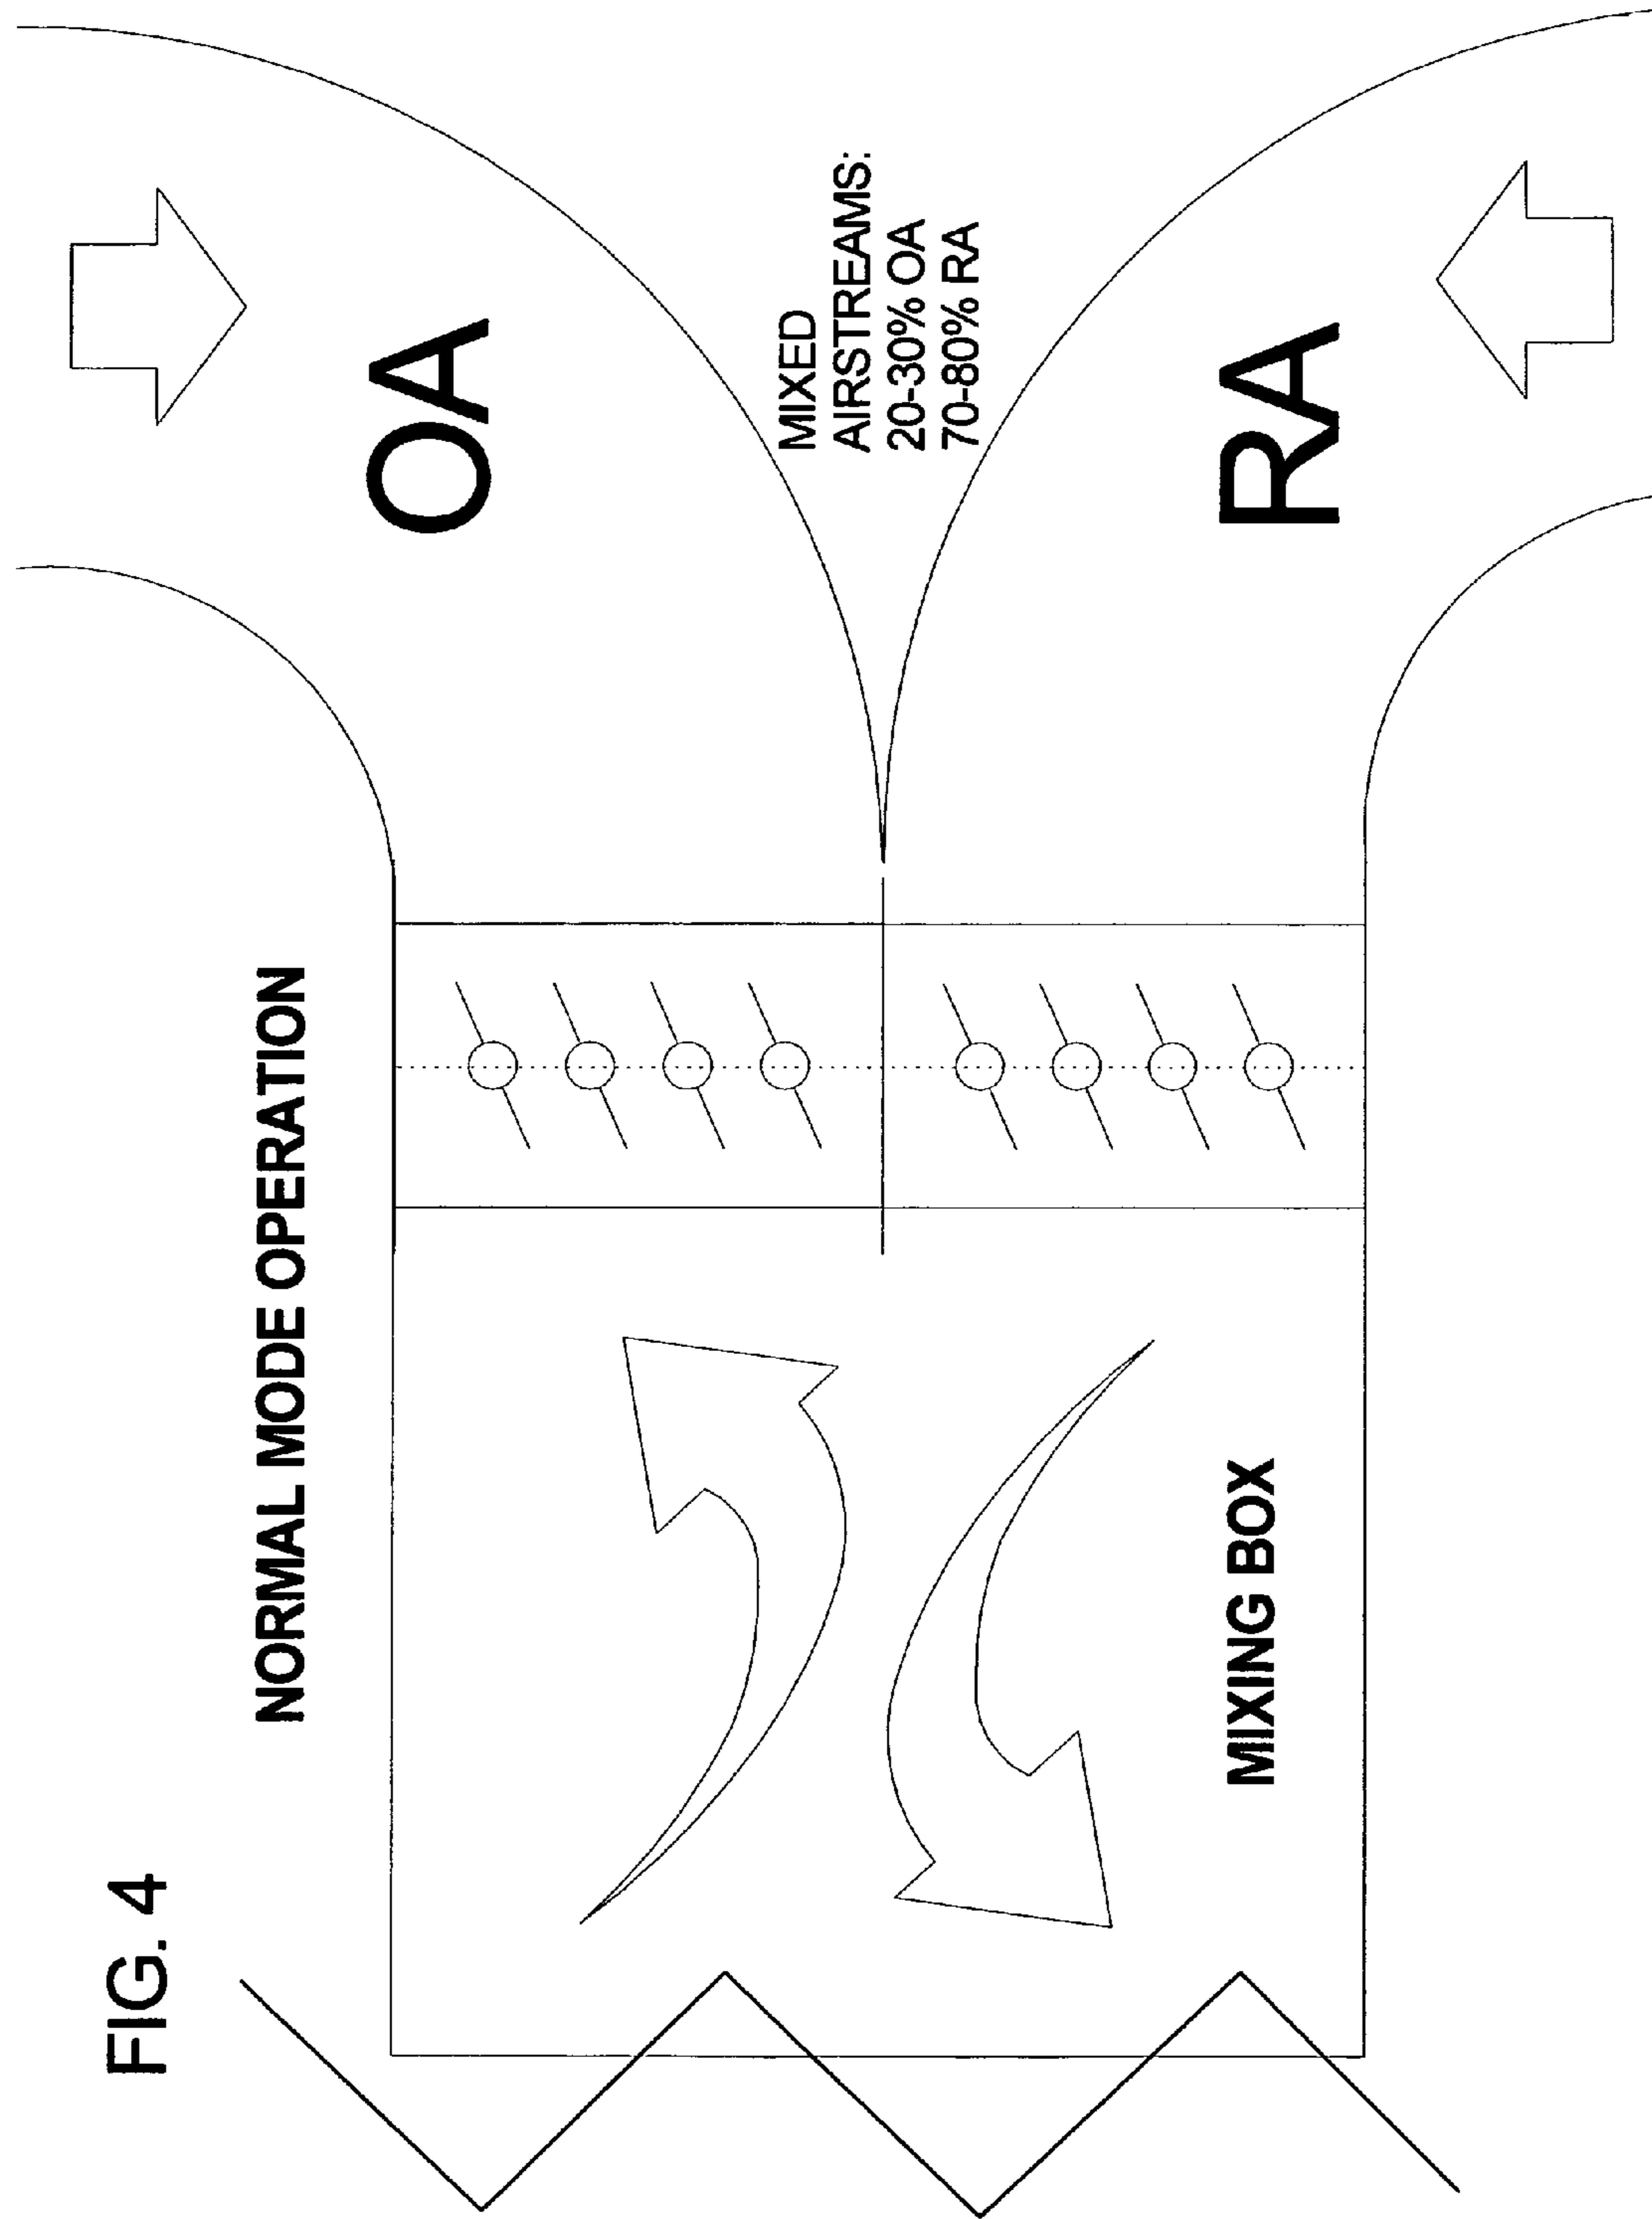 FIG. 4
NORMAL MODE OPERATION
OA
MIXED
AIRSTREAMS:
20-30% OA
70-80% RA
MIXING BOX
RA